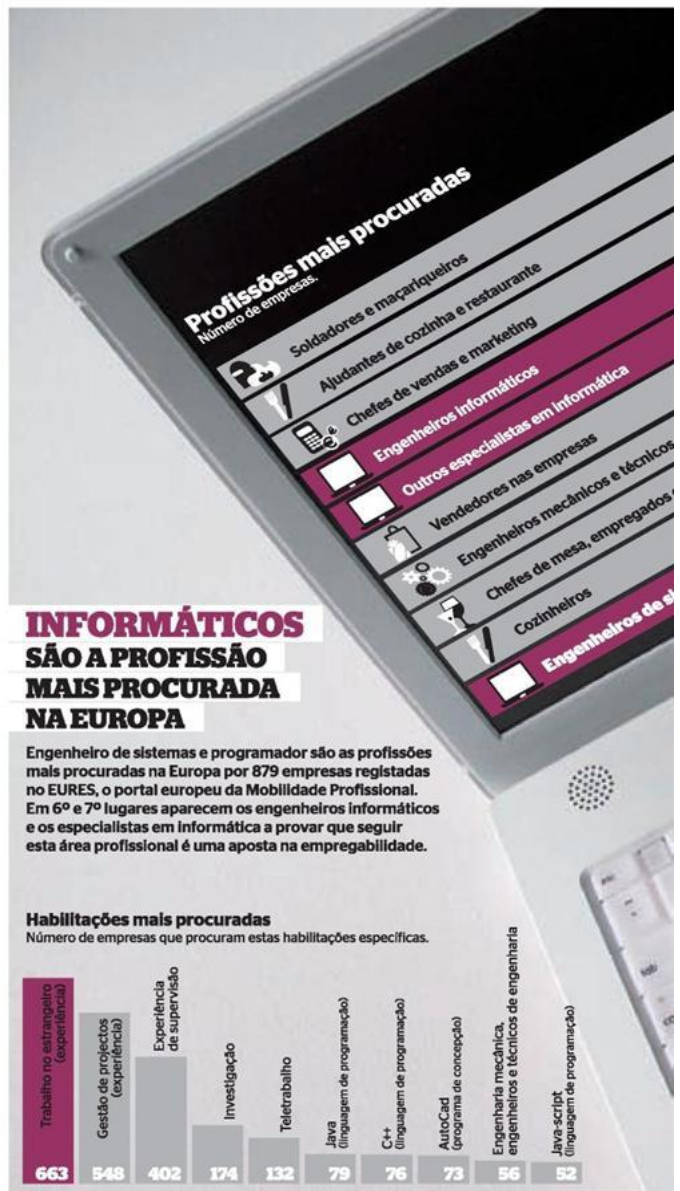 Profissões mais procuradas
Número de empresas.
Soldadores e maçariqueiros
Ajudantes de cozinha e restaurante
Chefes de vendas e marketing
Engenheiros informáticos
Outros especialistas em informática
Vendedores nas empresas
Engenheiros mecânicos e técnicos
Chefes de mesa, empregados
Cozinheiros
Engenheiros de
INFORMÁTICOS
SÃO A PROFISSÃO
MAIS PROCURADA
NA EUROPA
Engenheiro de sistemas e programador são as profissões
mais procuradas na Europa por 879 empresas registadas
no EURES, o portal europeu da Mobilidade Profissional.
Em 6º e 7º lugares aparecem os engenheiros informáticos
e os especialistas em informática a provar que seguir
esta área profissional é uma aposta na empregabilidade.
Habilitações mais procuradas
Número de empresas que procuram estas habilitações específicas.
Trabalho no estrangeiro
(experiência)
663
Gestão de projectos
(experiência)
548
Experiência
de supervisão
402
Investigação
174
Teletrabalho
132
Java
(linguagem de programação)
79
C++
(linguagem de programação)
76
AutoCad
(programa de concepção)
73
Engenharia mecânica,
engenheiros e técnicos de engenharia
56
Java-script
(linguagem de programação)
52